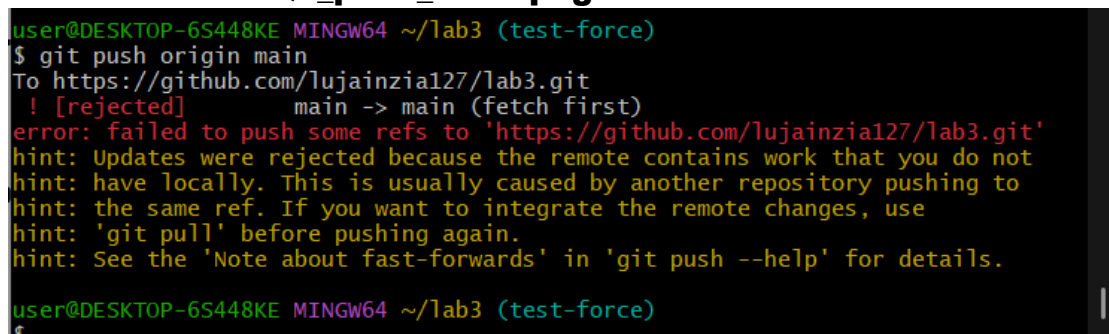 user@DESKTOP-6S448KE MINGW64 ~/lab3 (test-force)
$ git push origin main
To https://github.com/lujainzia127/lab3.git
 ! [rejected]        main -> main (fetch first)
error: failed to push some refs to 'https://github.com/lujainzia127/lab3.git'
hint: Updates were rejected because the remote contains work that you do not
hint: have locally. This is usually caused by another repository pushing to
hint: the same ref. If you want to integrate the remote changes, use
hint: 'git pull' before pushing again.
hint: See the 'Note about fast-forwards' in 'git push --help' for details.
user@DESKTOP-6S448KE MINGW64 ~/lab3 (test-force)
$